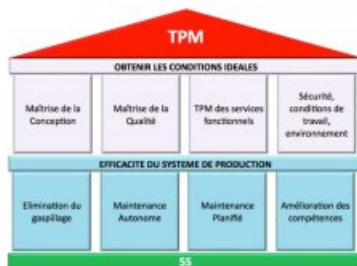 TPM
OBTENIR LES CONDITIONS IDEALES
Maîtrise de la
Conception
Maîtrise de la
Qualité
TPM des services
fonctionnels
Sécurité,
conditions de
travail,
environnement
EFFICACITE DU SYSTEME DE PRODUCTION
Elimination du
gaspillage
Maintenance
Autonome
Maintenance
Planifié
Amélioration des
compétences
5S